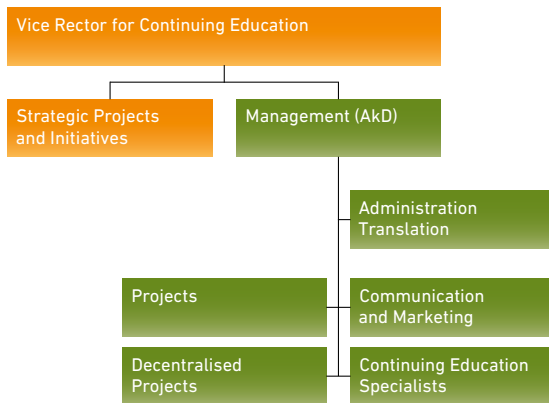 Vice Rector for Continuing Education
Strategic Projects
and Initiatives
Management (AkD)
Administration
Translation
Projects
Communication
and Marketing
Decentralised
Projects
Continuing Education
Specialists